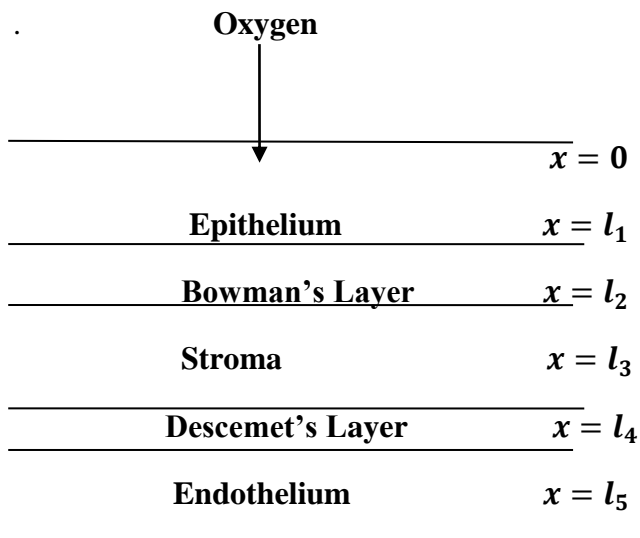 .
Oxygen
x = 0
Epithelium x = l₁
Bowman's Layer x = l₂
Stroma x = l₃
Descemet's Layer x = l₄
Endothelium x = l₅